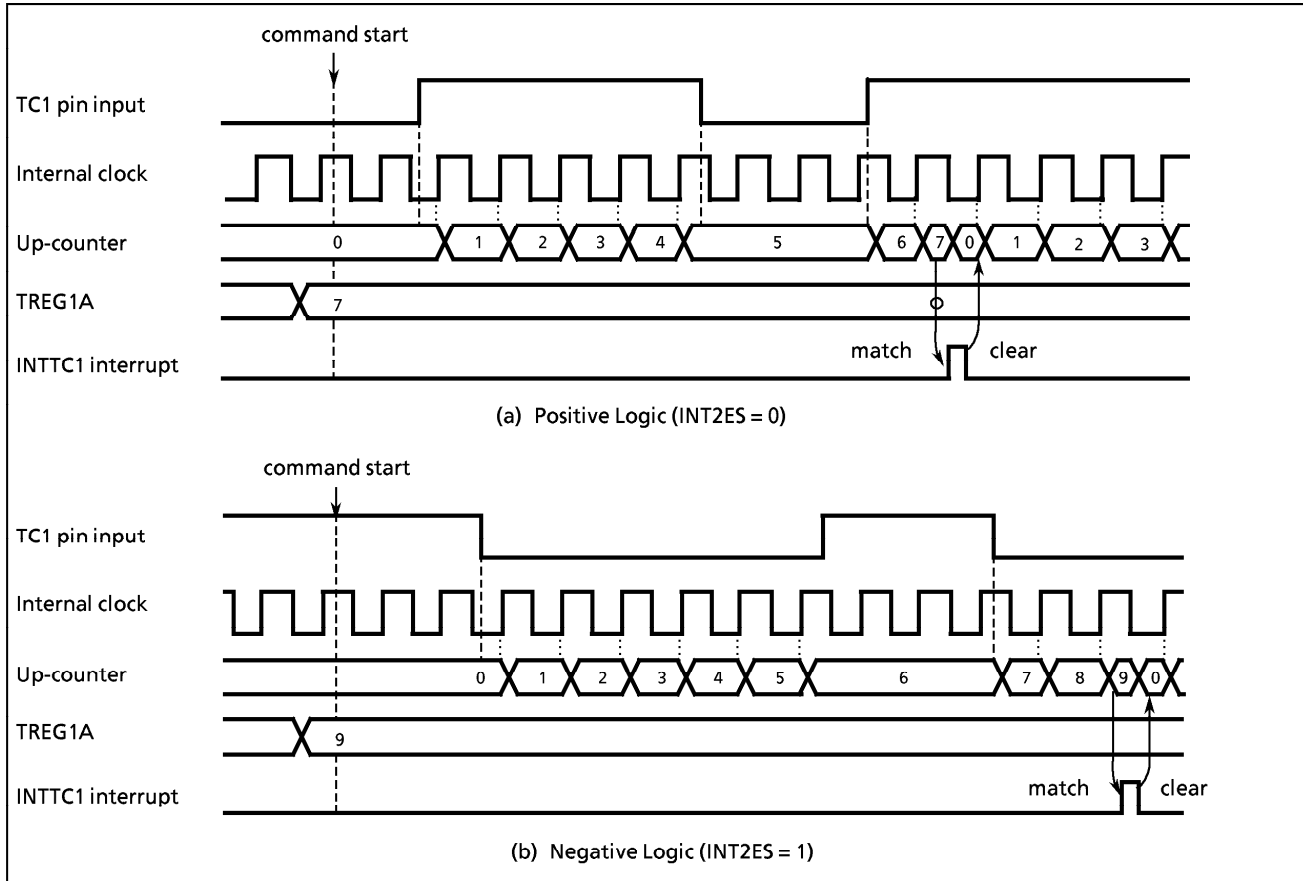 command start
TC1 pin input
Internal clock
Up-counter 0 1 2 3 4 5 6 7 0 1 2 3
TREG1A 7
match clear
INTTC1 interrupt
(a) Positive Logic (INT2ES = 0)
command start
TC1 pin input
Internal clock
Up-counter 0 1 2 3 4 5 6 7 8 9 0
TREG1A 9
match clear
INTTC1 interrupt
(b) Negative Logic (INT2ES = 1)